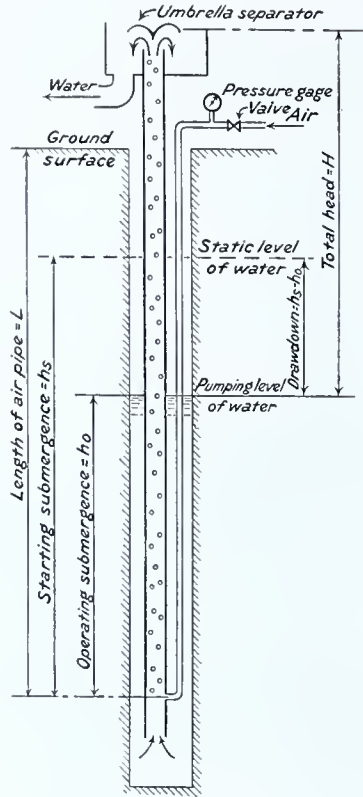 Umbrella separator
Water
Pressure gage
Valve
Air
Ground
surface
Static level
of water
Pumping level
of water
Total head = H
Drawdown = hs-ho
Length of air pipe = L
Starting submergence = hs
Operating submergence = ho